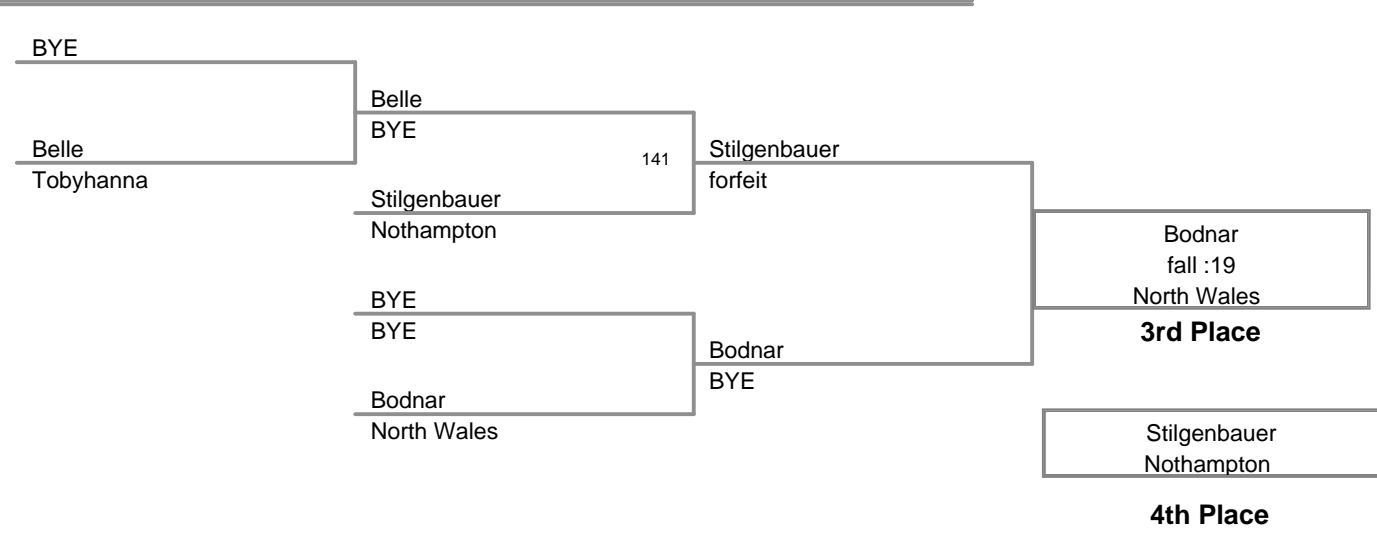 BYE
Belle
Tobyhanna
Belle
BYE
141
Stilgenbauer
Nothampton
BYE
BYE
Bodnar
North Wales
Stilgenbauer
forfeit
Bodnar
BYE
Bodnar
fall :19
North Wales
3rd Place
Stilgenbauer
Nothampton
4th Place